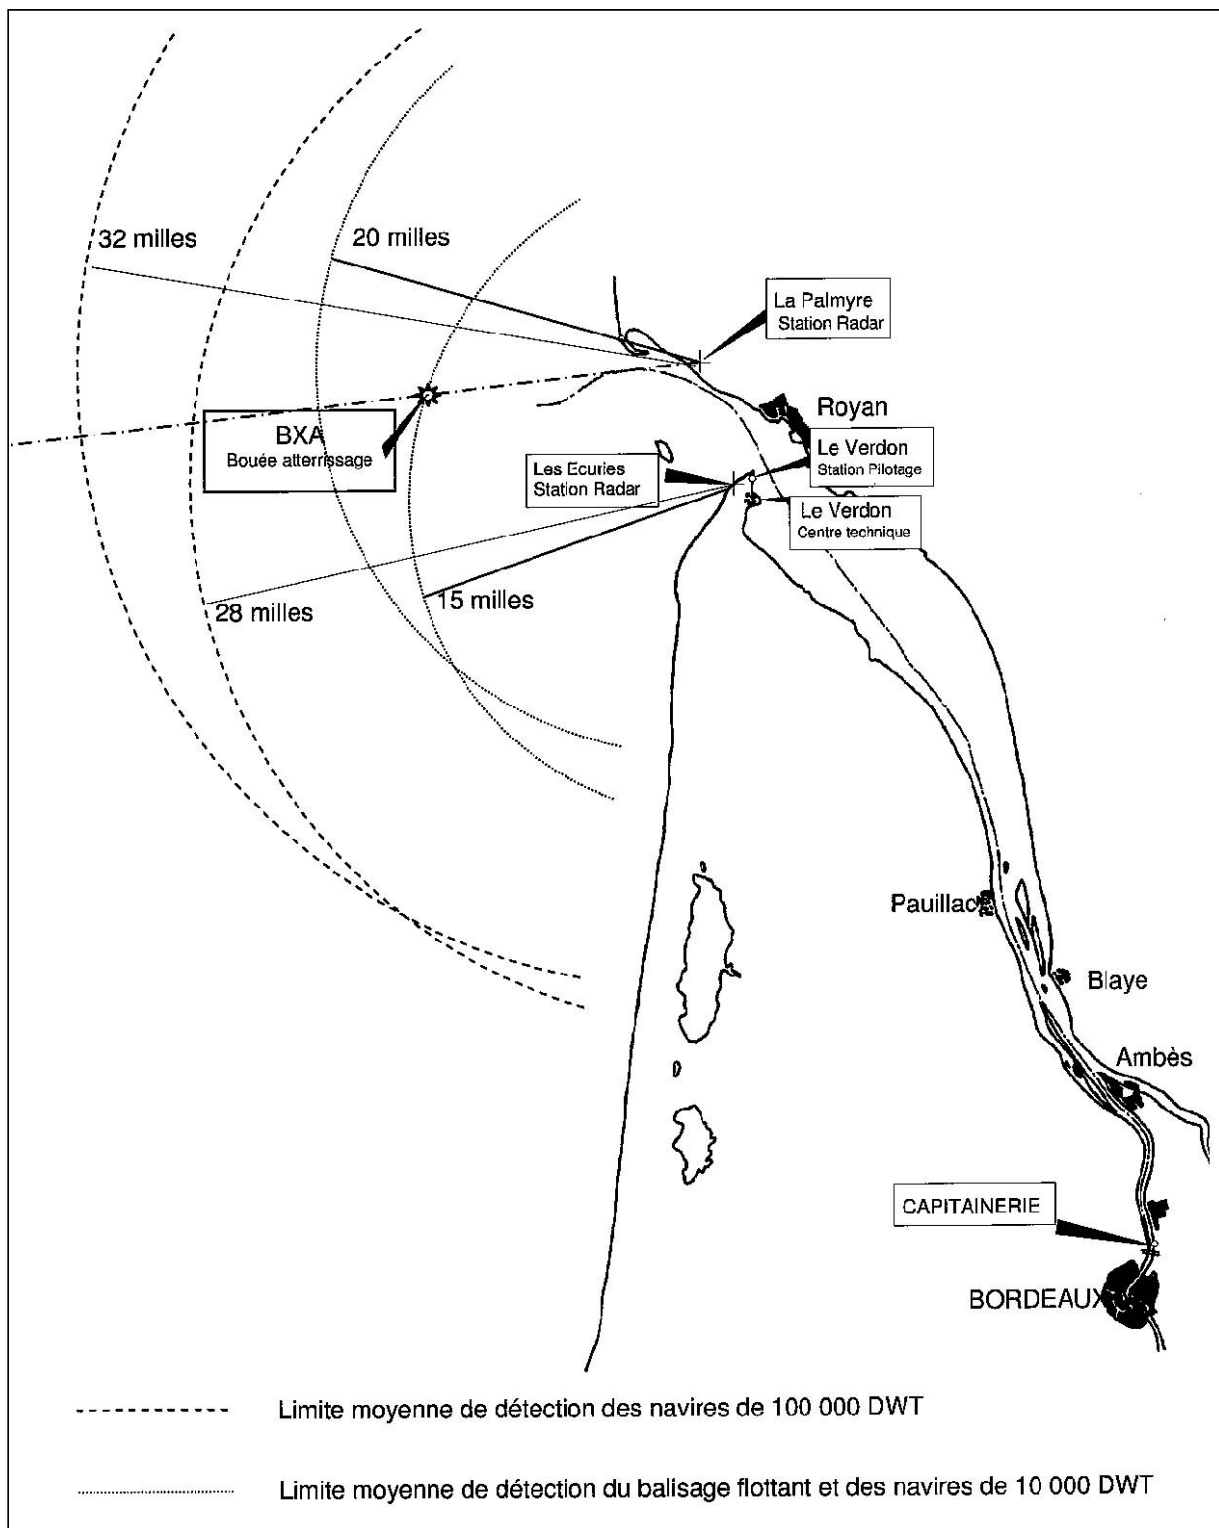 32 milles
20 milles
La Palmyre
Station Radar
Royan
BXA
Bouée atterrissage
Le Verdon
Station Pilotage
Les Ecuries
Station Radar
Le Verdon
Centre technique
28 milles
15 milles
Pauillac
Blaye
Ambès
CAPITAINERIE
BORDEAUX
Limite moyenne de détection des navires de 100 000 DWT
Limite moyenne de détection du balisage flottant et des navires de 10 000 DWT